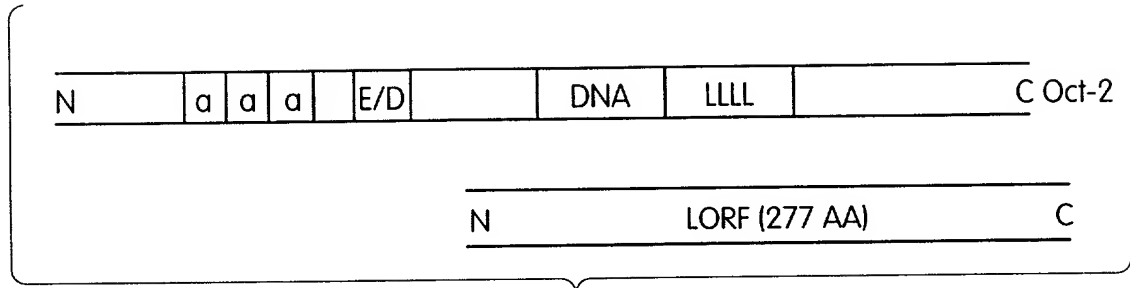 N a a a E/D DNA LLLL C Oct-2
N LORF (277 AA) C